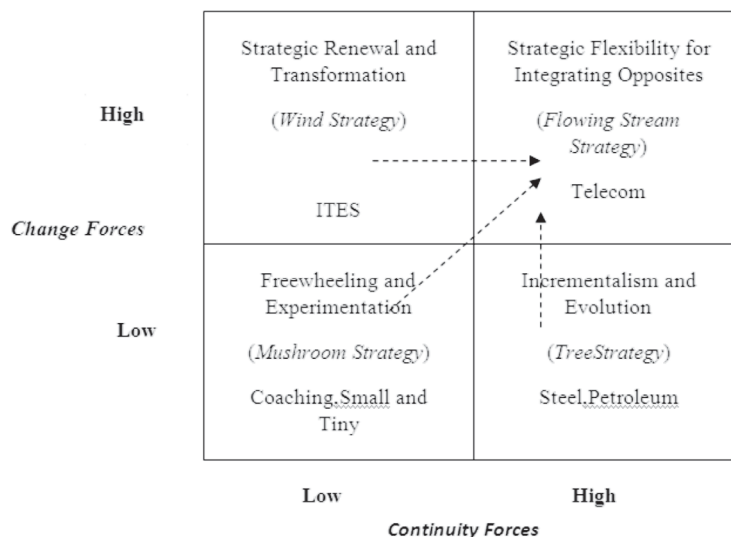 Strategic Renewal and
Transformation
(Wind Strategy)
ITES
Strategic Flexibility for
Integrating Opposites
(Flowing Stream
Strategy)
Telecom
High
Change Forces
Low
Freewheeling and
Experimentation
(Mushroom Strategy)
Coaching,Small and
Tiny
Incrementalism and
Evolution
(TreeStrategy)
Steel,Petroleum
Low
High
Continuity Forces